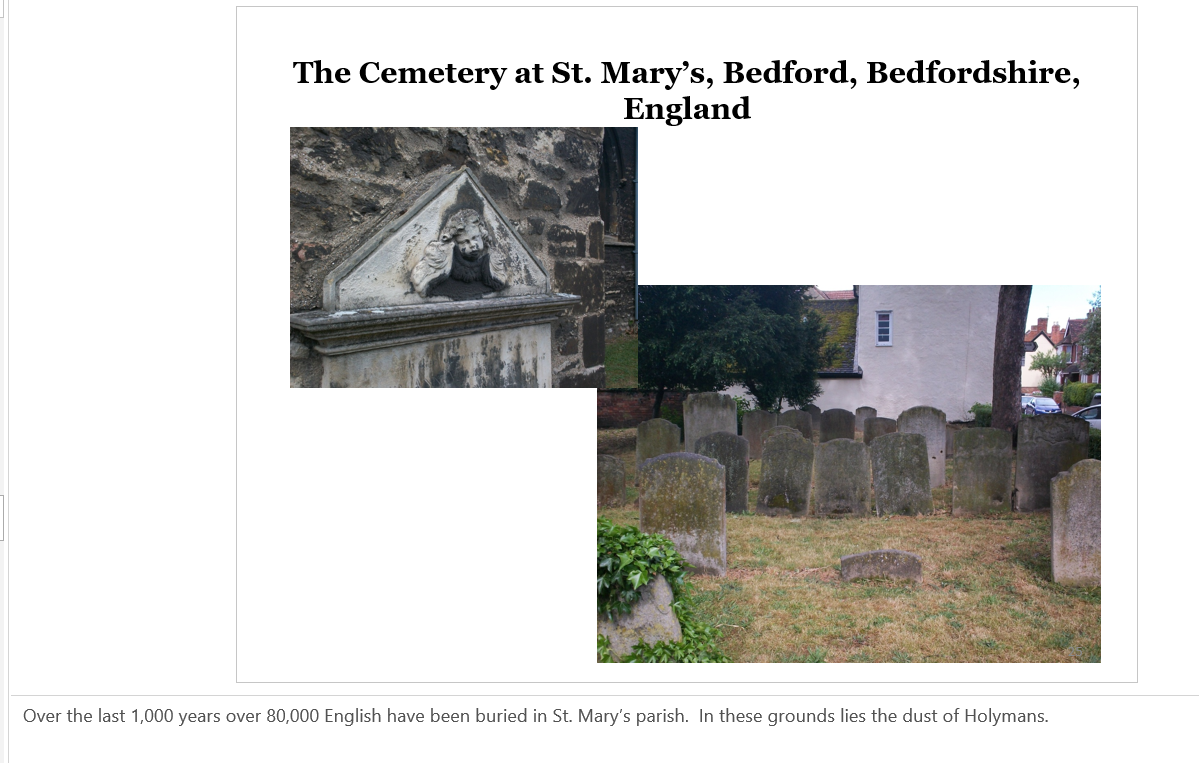 The Cemetery at St. Mary’s, Bedford, Bedfordshire,
England
Over the last 1,000 years over 80,000 English have been buried in St. Mary’s parish.  In these grounds lies the dust of Holymans.